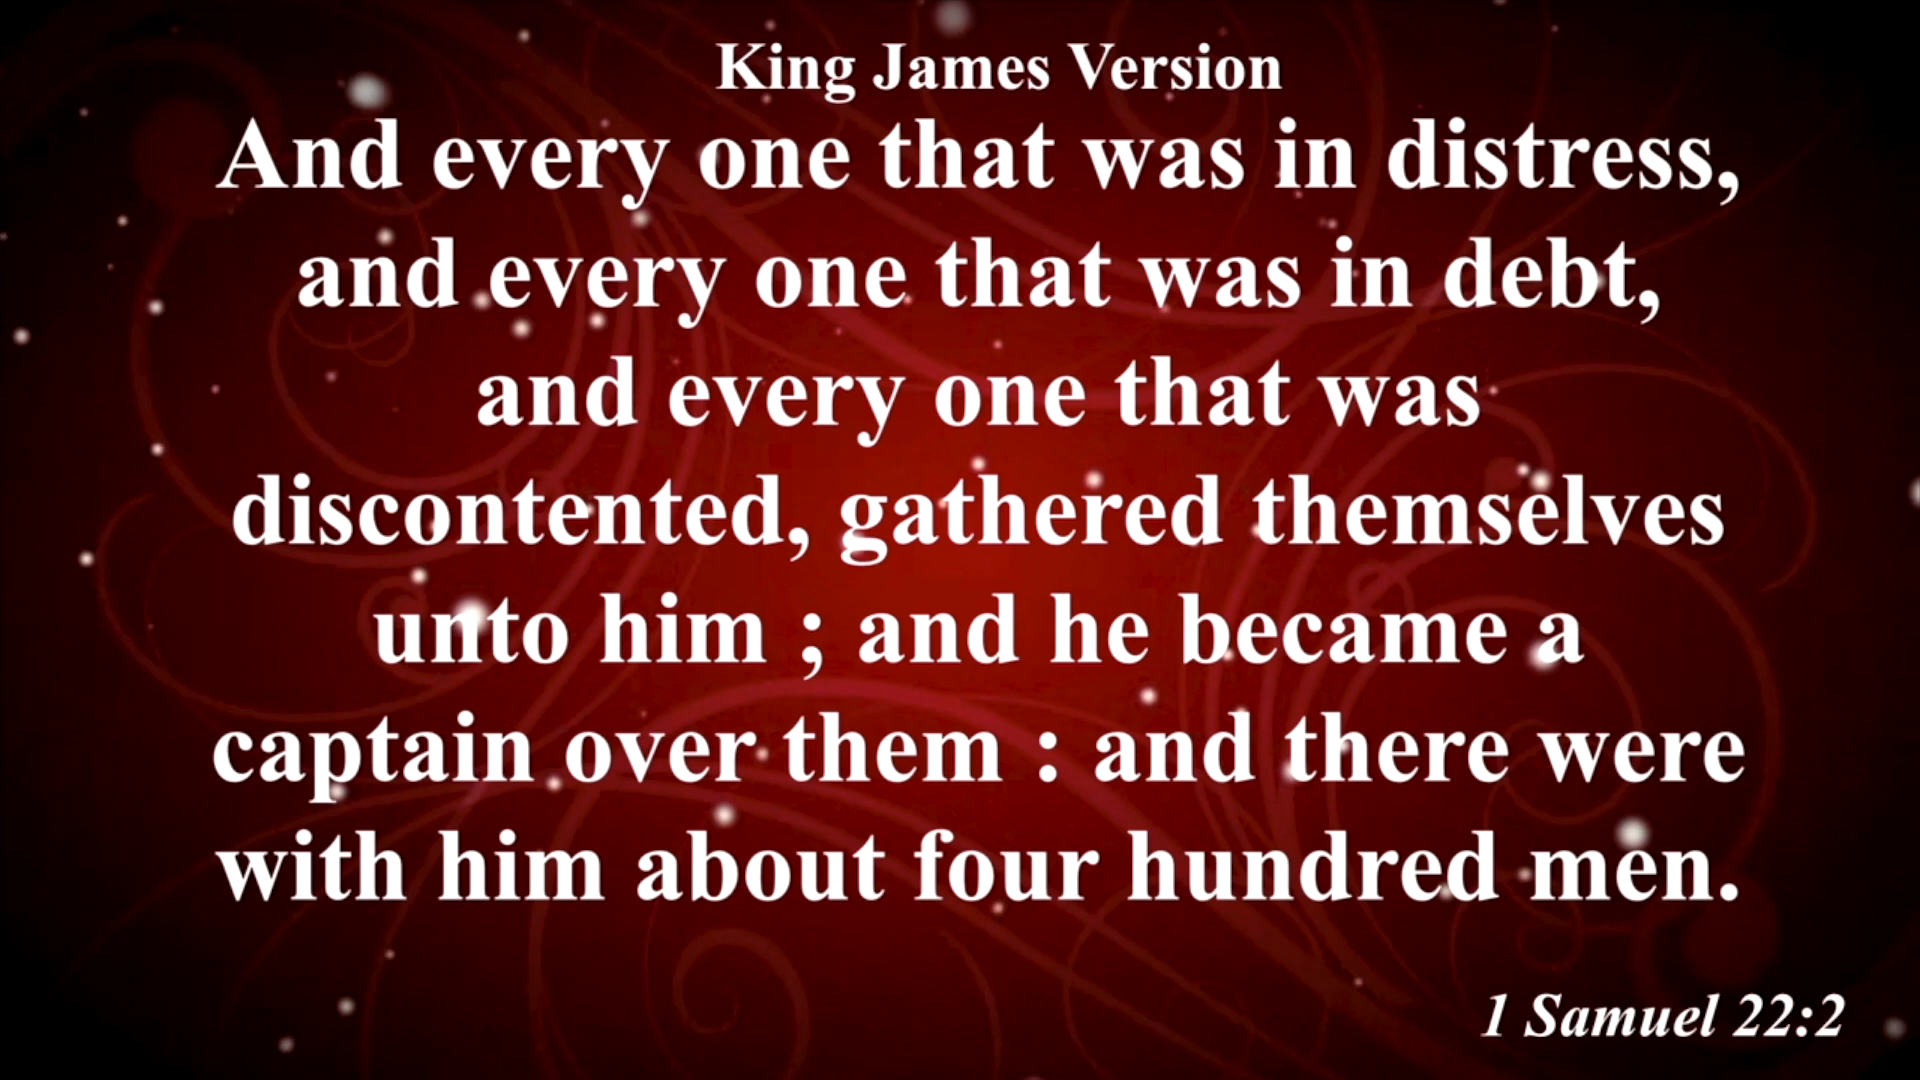 King James Version
And every one that was in distress,
and every one that was in debt,
and every one that was
discontented, gathered themselves
unto him ; and he became a
captain over them : and there were
with him about four hundred men.
1 Samuel 22:2